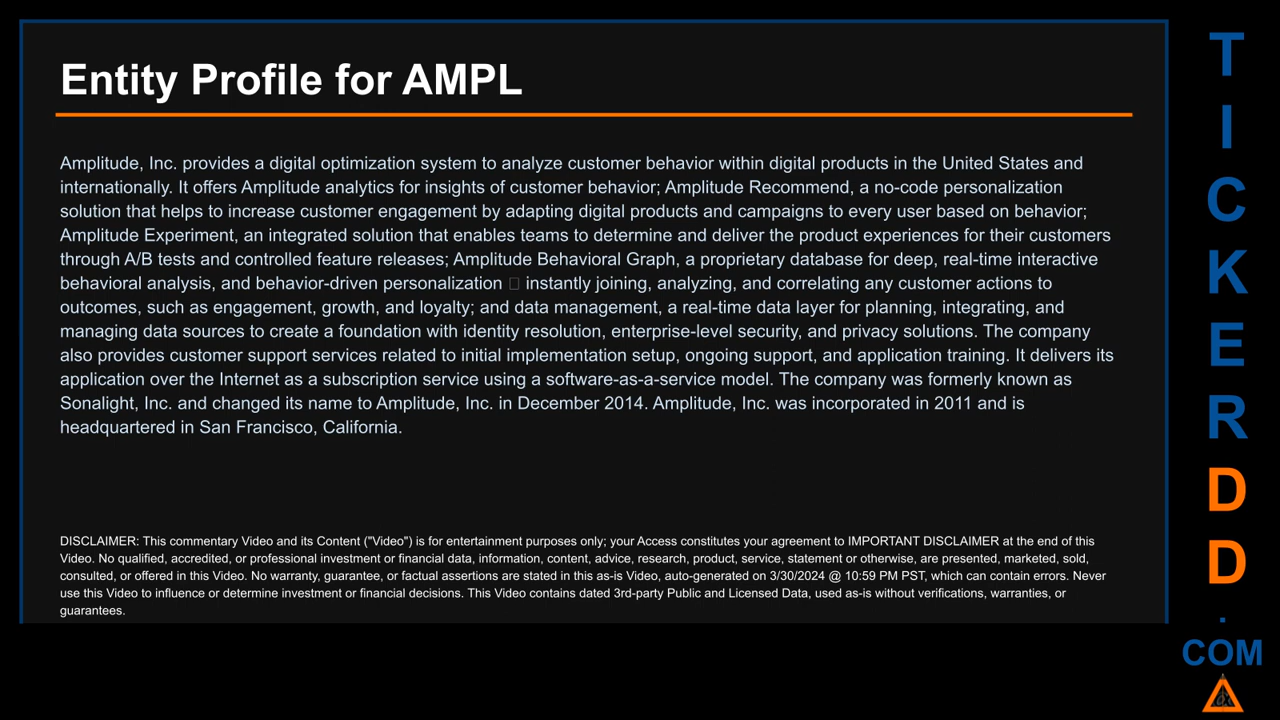 Entity Profile for AMPL
Amplitude, Inc. provides a digital optimization system to analyze customer behavior within digital products in the United States and
internationally. It offers Amplitude analytics for insights of customer behavior; Amplitude Recommend, a no-code personalization
solution that helps to increase customer engagement by adapting digital products and campaigns to every user based on behavior;
Amplitude Experiment, an integrated solution that enables teams to determine and deliver the product experiences for their customers
through A/B tests and controlled feature releases; Amplitude Behavioral Graph, a proprietary database for deep, real-time interactive
behavioral analysis, and behavior-driven personalization  instantly joining, analyzing, and correlating any customer actions to
outcomes, such as engagement, growth, and loyalty; and data management, a real-time data layer for planning, integrating, and
managing data sources to create a foundation with identity resolution, enterprise-level security, and privacy solutions. The company
also provides customer support services related to initial implementation setup, ongoing support, and application training. It delivers its
application over the Internet as a subscription service using a software-as-a-service model. The company was formerly known as
Sonalight, Inc. and changed its name to Amplitude, Inc. in December 2014. Amplitude, Inc. was incorporated in 2011 and is
headquartered in San Francisco, California.
DISCLAIMER: This commentary Video and its Content ("Video") is for entertainment purposes only; your Access constitutes your agreement to IMPORTANT DISCLAIMER at the end of this
Video. No qualified, accredited, or professional investment or financial data, information, content, advice, research, product, service, statement or otherwise, are presented, marketed, sold,
consulted, or offered in this Video. No warranty, guarantee, or factual assertions are stated in this as-is Video, auto-generated on 3/30/2024 @ 10:59 PM PST, which can contain errors. Never
use this Video to influence or determine investment or financial decisions. This Video contains dated 3rd-party Public and Licensed Data, used as-is without verifications, warranties, or
guarantees.
T
I
C
K
E
R
D
D
.
COM